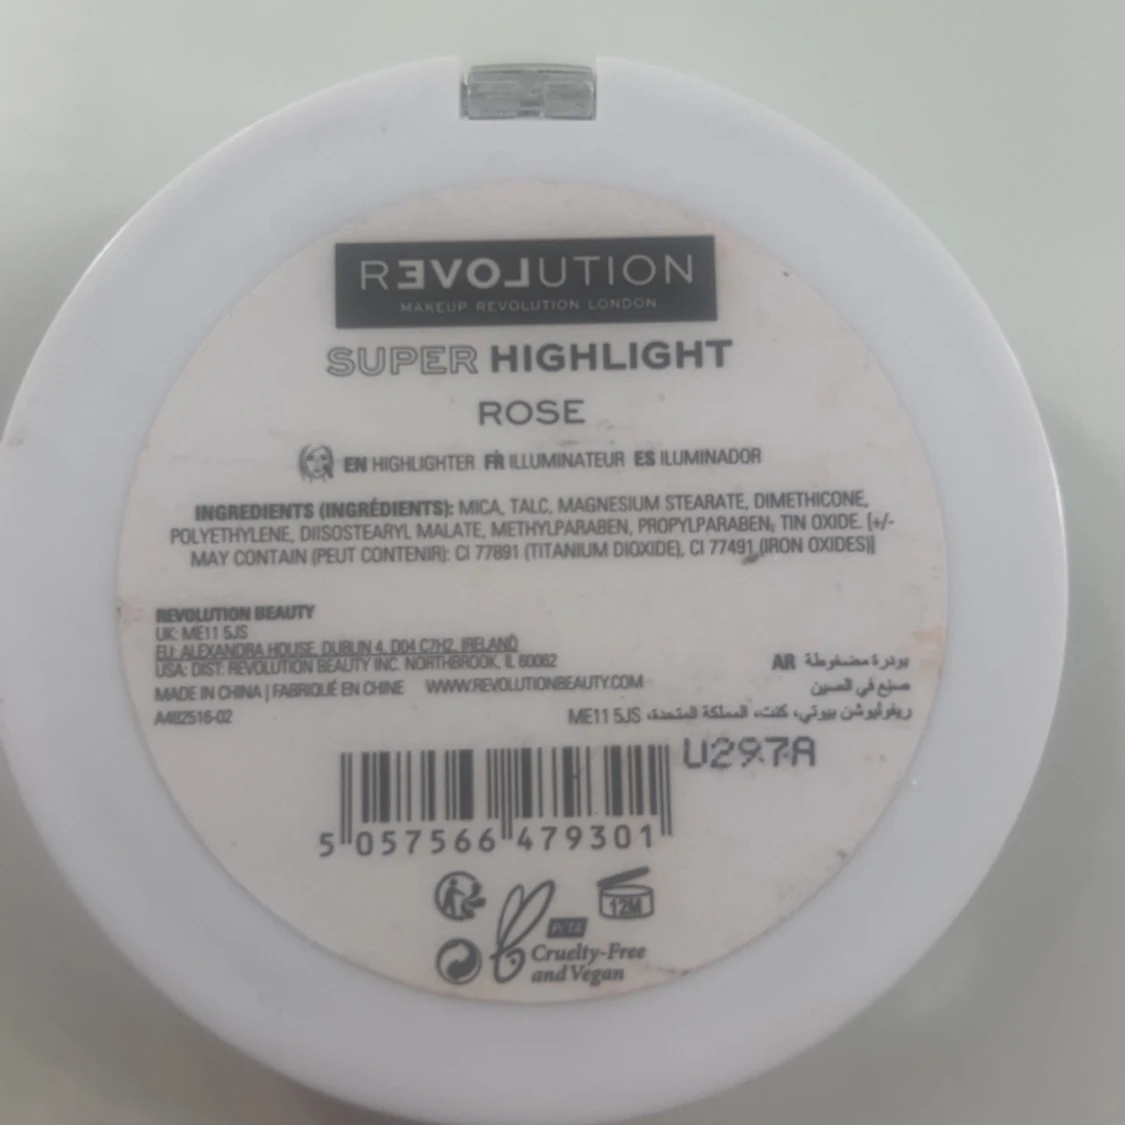 REVOLUTION
MAKEUP REVOLUTION LONDON
SUPER HIGHLIGHT
ROSE
EN HIGHLIGHTER FR ILLUMINATEUR ES ILUMINADOR
INGREDIENTS (INGRÉDIENTS): MICA, TALC, MAGNESIUM STEARATE, DIMETHICONE,
POLYETHYLENE, DIISOSTEARYL MALATE, METHYLPARABEN, PROPYLPARABEN, TIN OXIDE. [+/-
MAY CONTAIN (PEUT CONTENIR): CI 77891 (TITANIUM DIOXIDE), CI 77491 (IRON OXIDES)]
REVOLUTION BEAUTY
UK: ME11 5JS
EU: ALEXANDRA HOUSE, DUBLIN 4, D04 C7H2, IRELAND
USA: DIST. REVOLUTION BEAUTY INC. NORTHBROOK, IL 60062
MADE IN CHINA | FABRIQUÉ EN CHINE WWW.REVOLUTIONBEAUTY.COM
A482516-02
AR بودرة مضغوطة
صنع في الصين
ريفوليوشن بيوتي، كنت، المملكة المتحدة، ME11 5JS
U297A
5 057566 479301
12M
PETA
Cruelty-Free
and Vegan